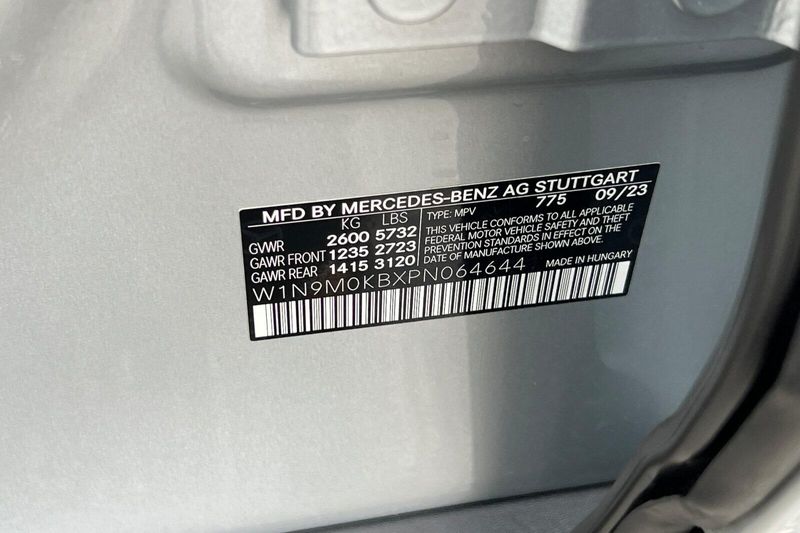 MFD BY MERCEDES-BENZ AG STUTTGART
KG LBS TYPE: MPV 775 09/23
GVWR 2600 5732
GAWR FRONT 1235 2723
GAWR REAR 1415 3120
THIS VEHICLE CONFORMS TO ALL APPLICABLE
FEDERAL MOTOR VEHICLE SAFETY AND THEFT
PREVENTION STANDARDS IN EFFECT ON THE
DATE OF MANUFACTURE SHOWN ABOVE.
W1N9M0KBXPN064644 MADE IN HUNGARY